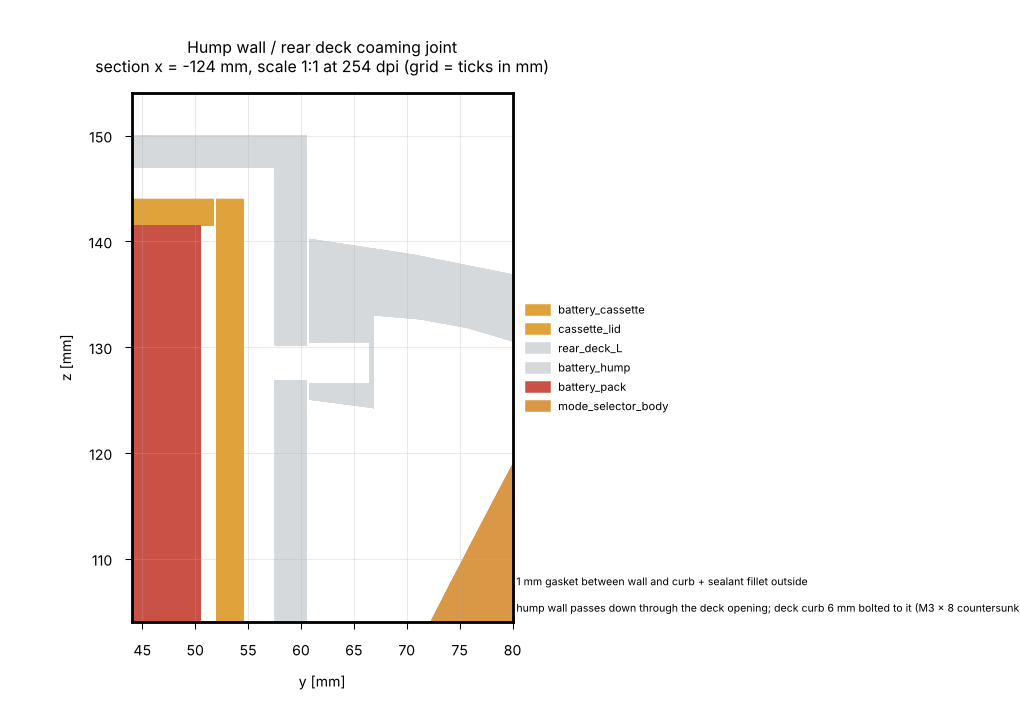 Hump wall / rear deck coaming joint
section x = -124 mm, scale 1:1 at 254 dpi (grid = ticks in mm)
150
140
130
120
110
z [mm]
45 50 55 60 65 70 75 80
y [mm]
battery_cassette
cassette_lid
rear_deck_L
battery_hump
battery_pack
mode_selector_body
1 mm gasket between wall and curb + sealant fillet outside
hump wall passes down through the deck opening; deck curb 6 mm bolted to it (M3 × 8 countersunk